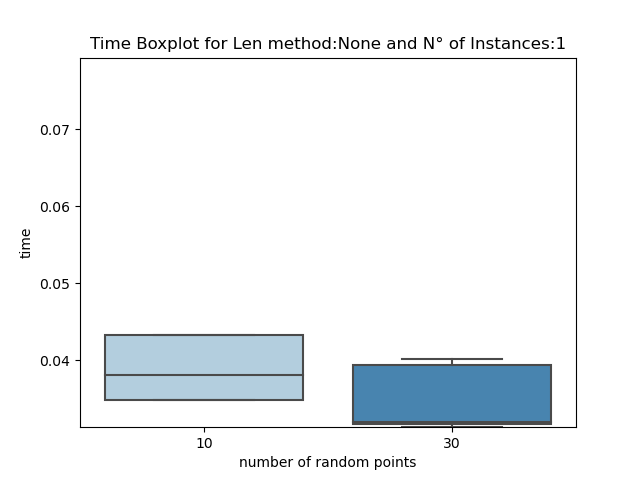 Time Boxplot for Len method:None and N° of Instances:1
0.07
0.06
0.05
0.04
time
10
30
number of random points